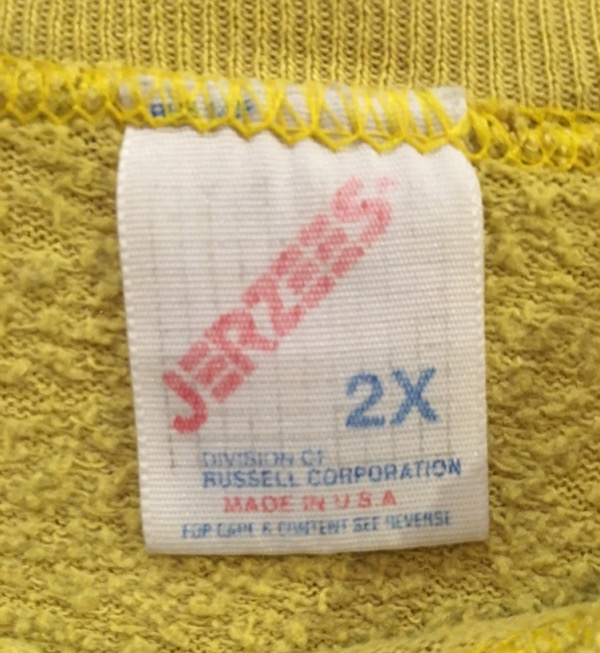 JERZEES
2X
DIVISION OF
RUSSELL CORPORATION
MADE IN U.S.A
FOR CARE & CONTENT SEE REVERSE